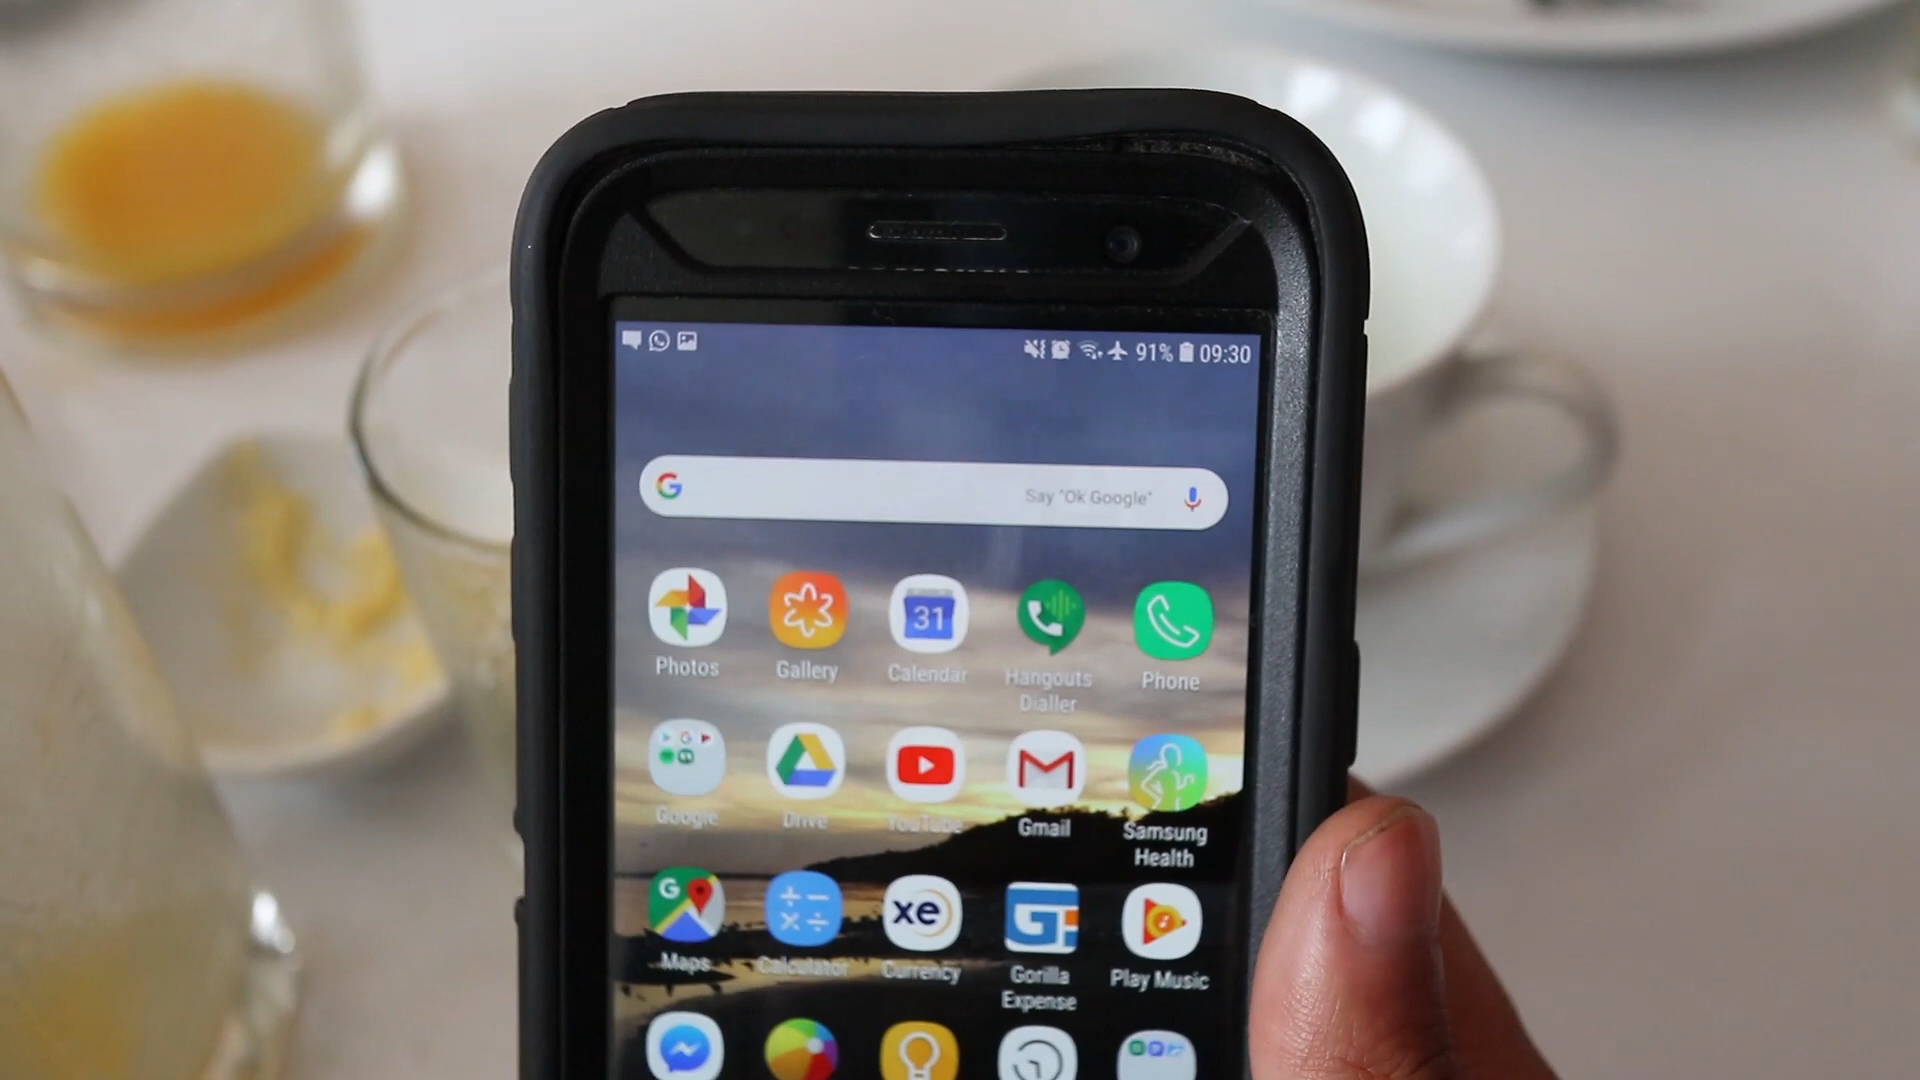 91% 09:30
G Say "Ok Google"
31
Photos Gallery Calendar Hangouts Dialler Phone
Google Drive YouTube Gmail Samsung Health
G xe G
Maps Calculator Currency Gorilla Expense Play Music